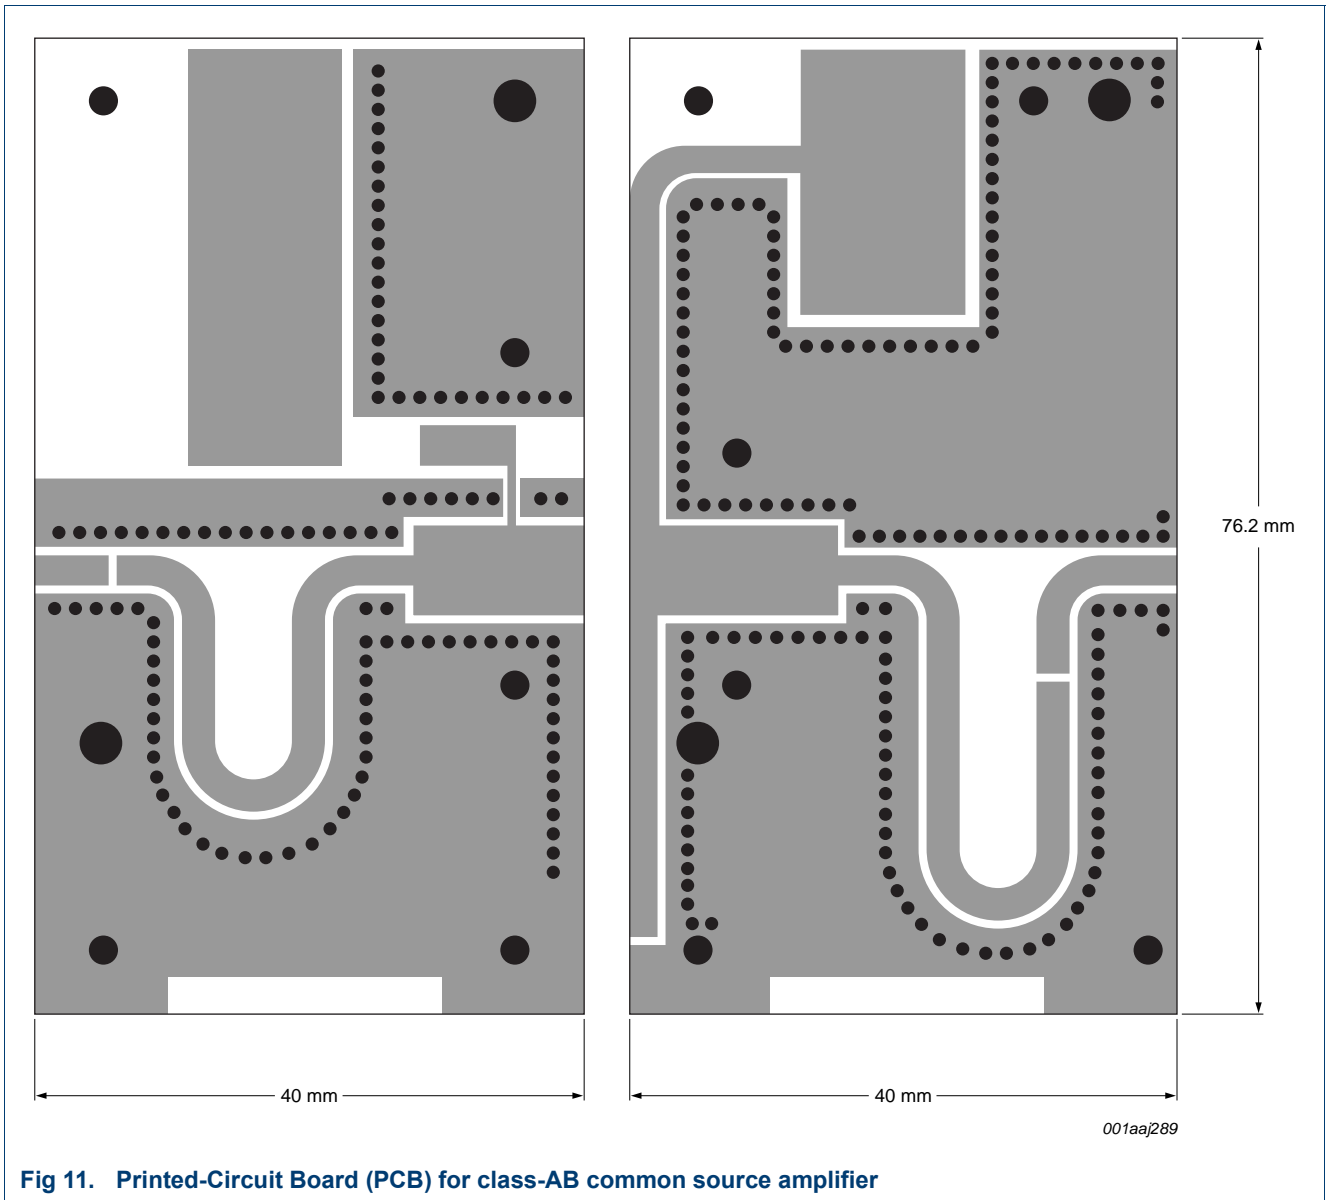 76.2 mm
40 mm
40 mm
001aaj289
Fig 11. Printed-Circuit Board (PCB) for class-AB common source amplifier